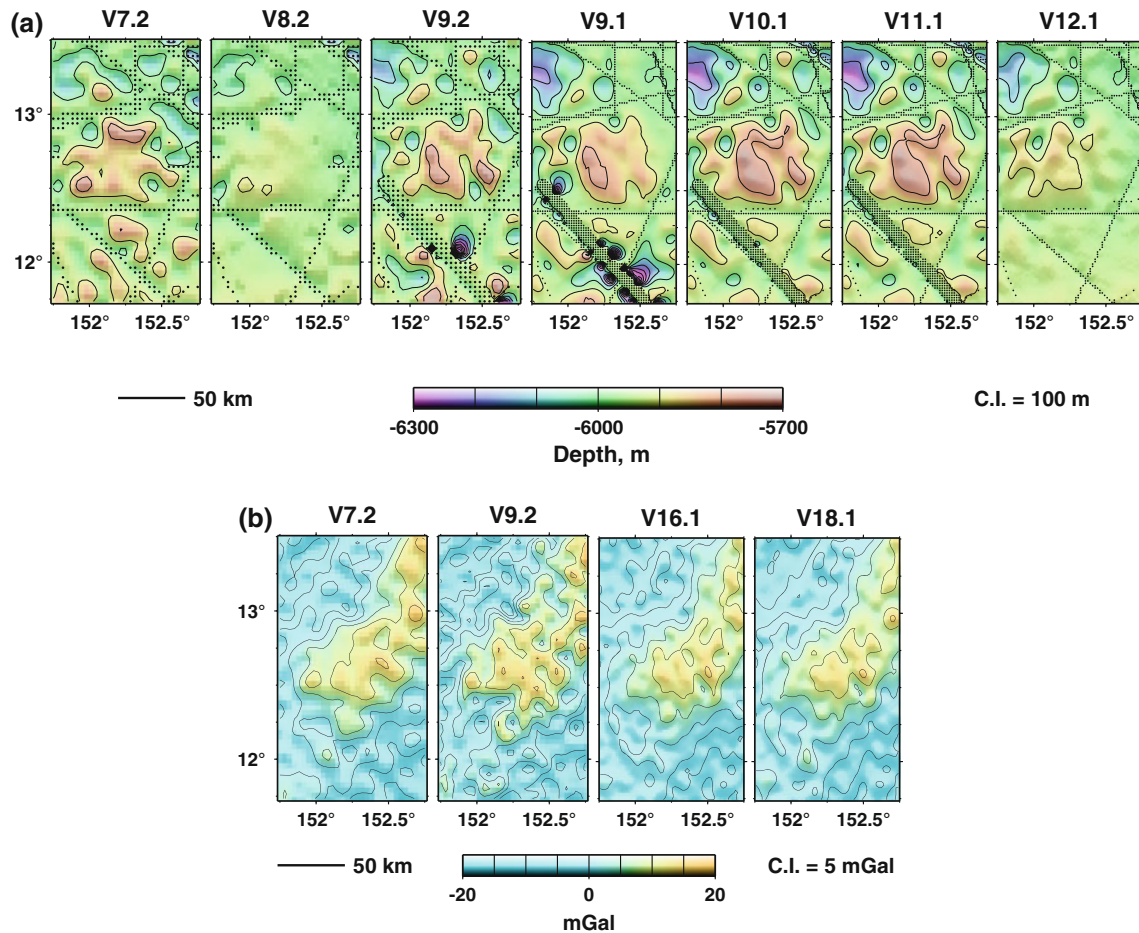 (a)
V7.2 V8.2 V9.2 V9.1 V10.1 V11.1 V12.1
13°
12°
152° 152.5° 152° 152.5° 152° 152.5° 152° 152.5° 152° 152.5° 152° 152.5° 152° 152.5°
50 km
-6300 -6000 -5700
Depth, m
C.I. = 100 m
(b)
V7.2 V9.2 V16.1 V18.1
13°
12°
152° 152.5° 152° 152.5° 152° 152.5° 152° 152.5°
50 km
-20 0 20
mGal
C.I. = 5 mGal